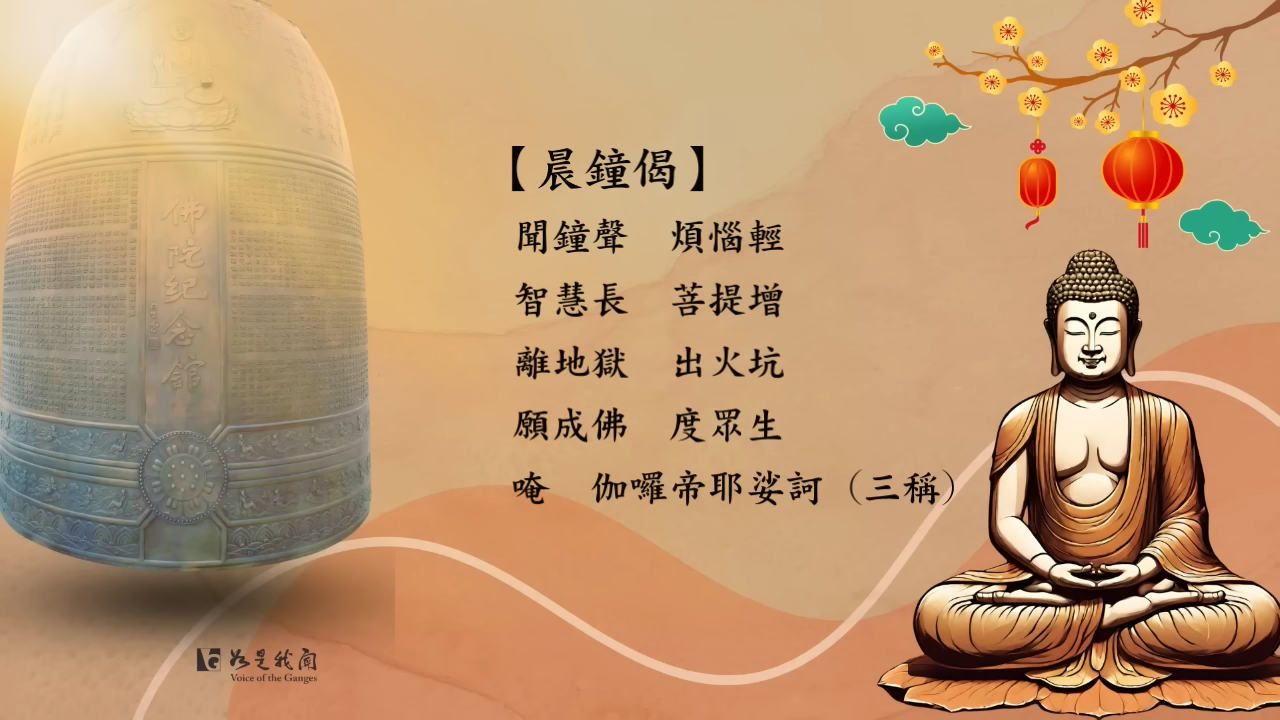 【晨鐘偈】
聞鐘聲　煩惱輕
智慧長　菩提增
離地獄　出火坑
願成佛　度眾生
唵　伽囉帝耶娑訶（三稱）
佛陀紀念館
如是我聞
Voice of the Ganges